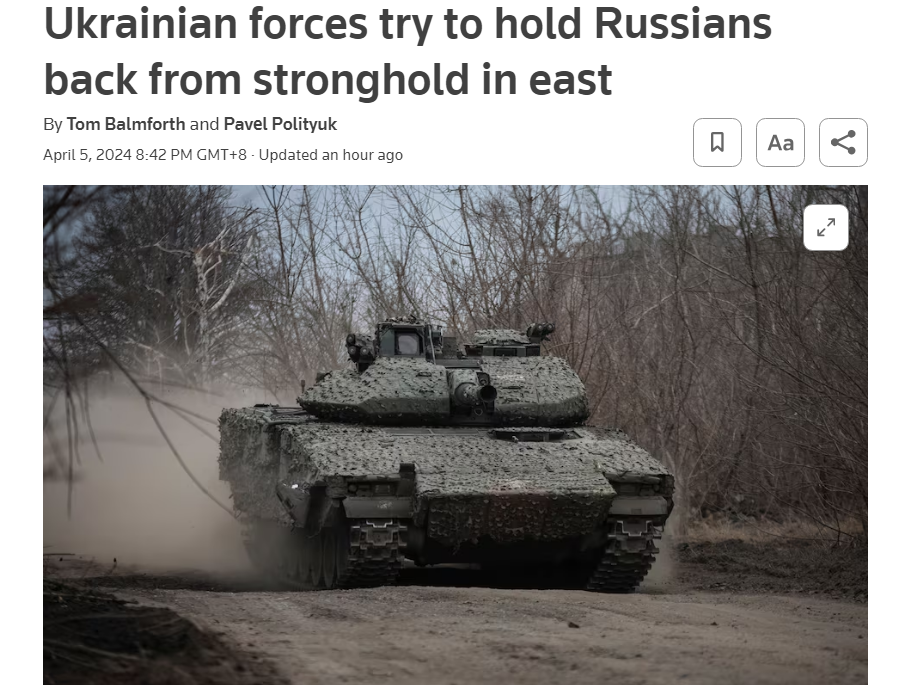 Ukrainian forces try to hold Russians
back from stronghold in east
By Tom Balmforth and Pavel Polityuk
April 5, 2024 8:42 PM GMT+8 · Updated an hour ago
Aa